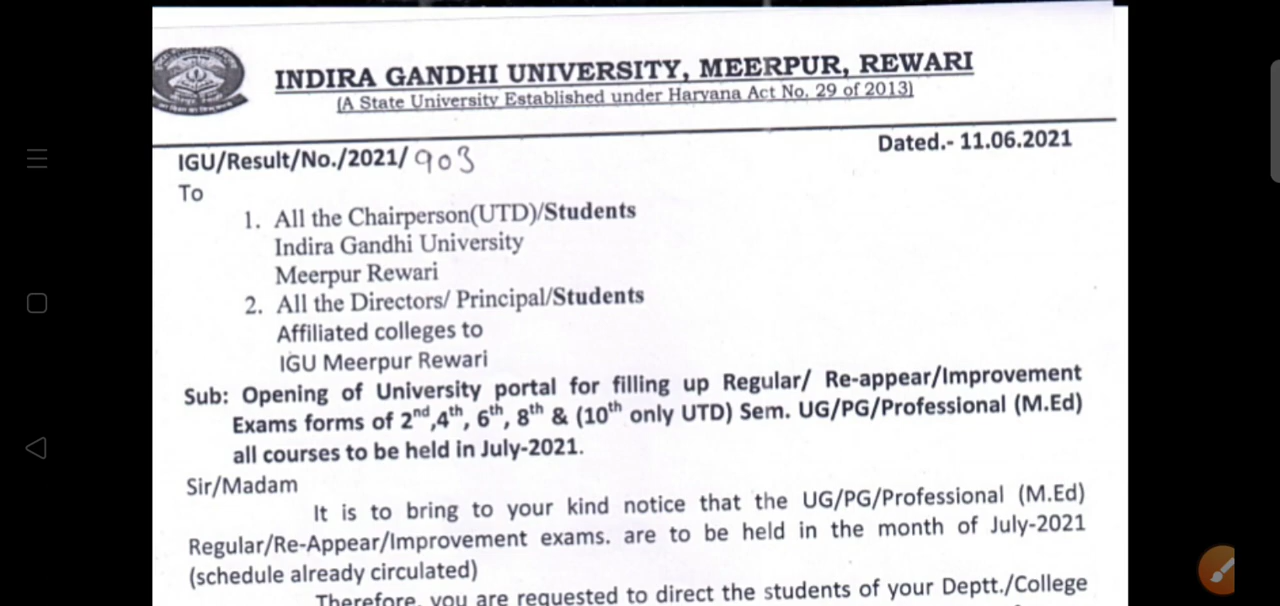 INDIRA GANDHI UNIVERSITY, MEERPUR, REWARI
(A State University Established under Haryana Act No. 29 of 2013)
IGU/Result/No./2021/ 903
Dated.- 11.06.2021
To
1. All the Chairperson(UTD)/Students
Indira Gandhi University
Meerpur Rewari
2. All the Directors/ Principal/Students
Affiliated colleges to
IGU Meerpur Rewari
Sub: Opening of University portal for filling up Regular/ Re-appear/Improvement
Exams forms of 2nd,4th, 6th, 8th & (10th only UTD) Sem. UG/PG/Professional (M.Ed)
all courses to be held in July-2021.
Sir/Madam
It is to bring to your kind notice that the UG/PG/Professional (M.Ed)
Regular/Re-Appear/Improvement exams. are to be held in the month of July-2021
(schedule already circulated)
Therefore, you are requested to direct the students of your Deptt./College